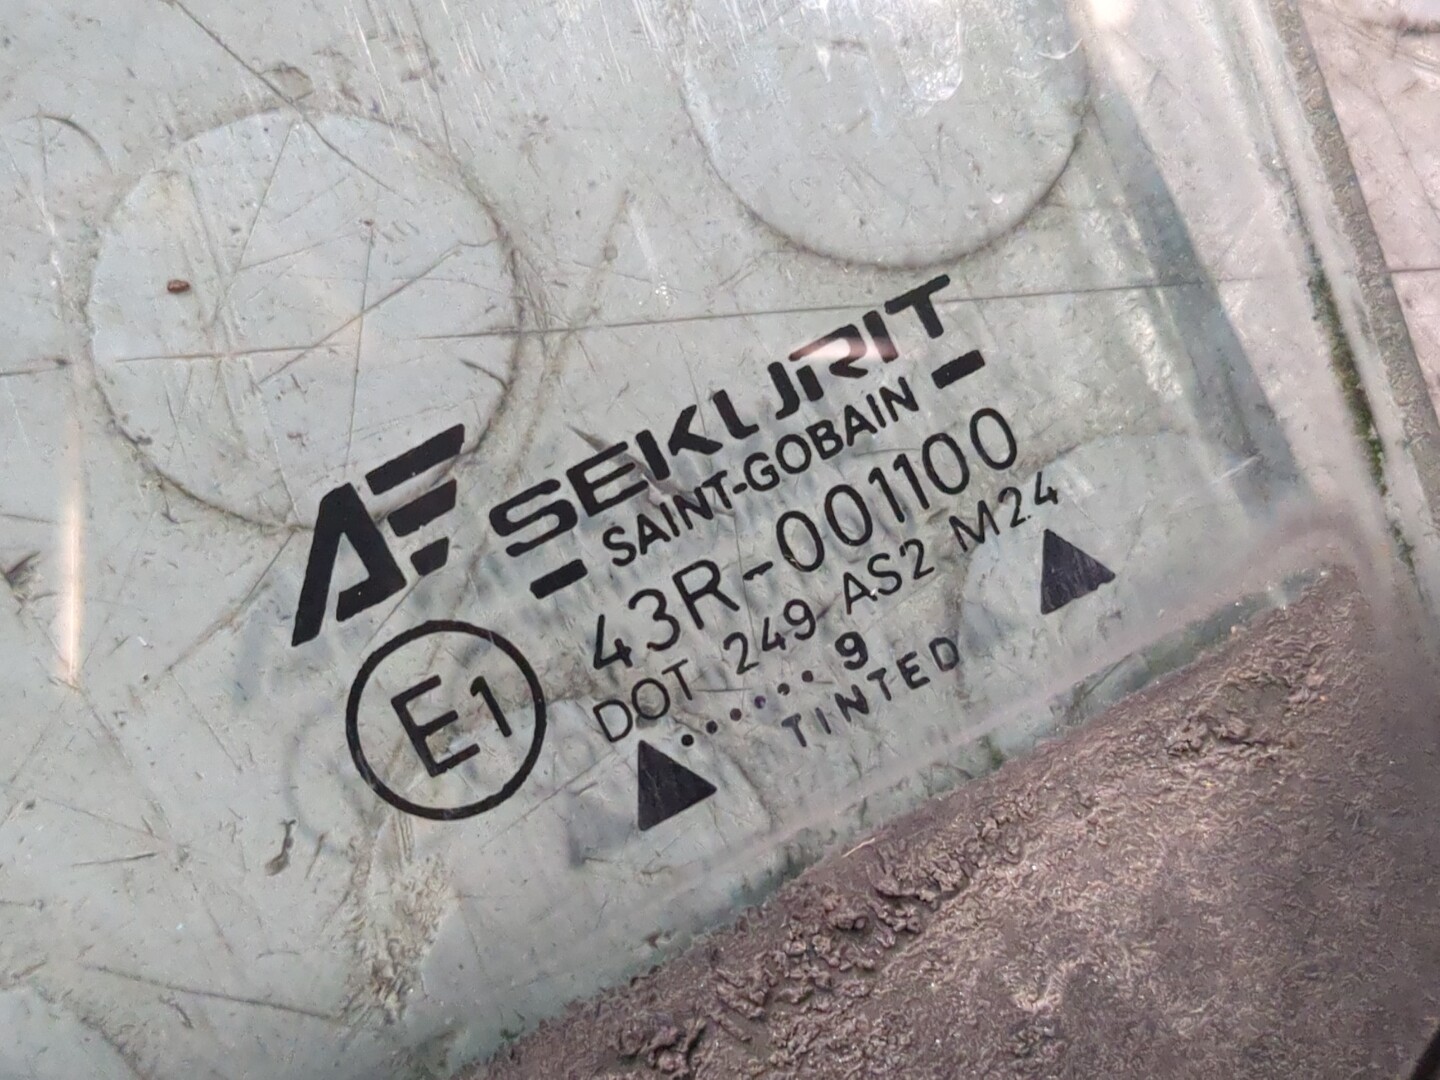 SEKURIT
SAINT-GOBAIN
E1
43R-001100
DOT 249 AS2 M24
.......9
TINTED